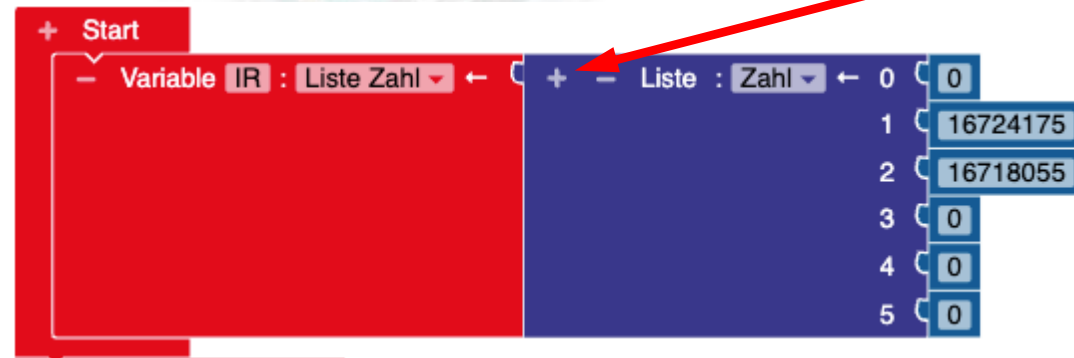 + Start
− Variable IR : Liste Zahl ← + − Liste : Zahl ← 0 0
1 16724175
2 16718055
3 0
4 0
5 0